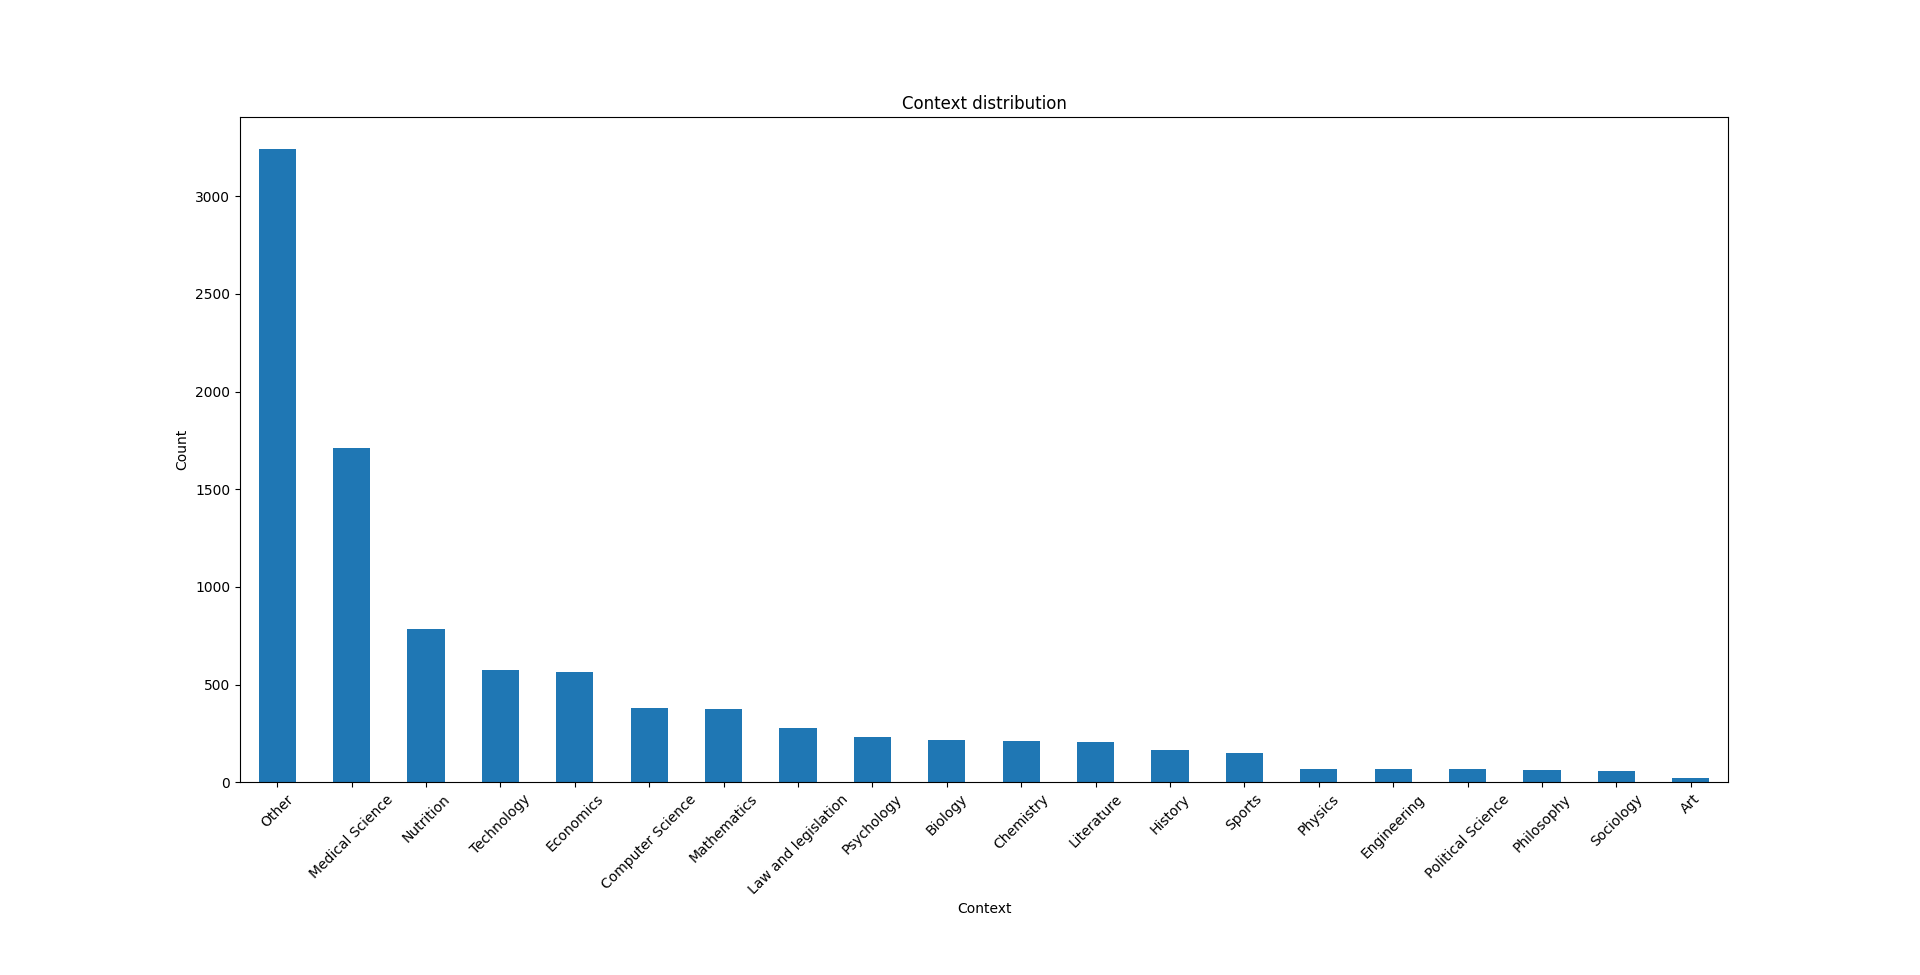 Context distribution
3000
2500
2000
1500
1000
500
0
Count
Other
Medical Science
Nutrition
Technology
Economics
Computer Science
Mathematics
Law and legislation
Psychology
Biology
Chemistry
Literature
History
Sports
Physics
Engineering
Political Science
Philosophy
Sociology
Art
Context